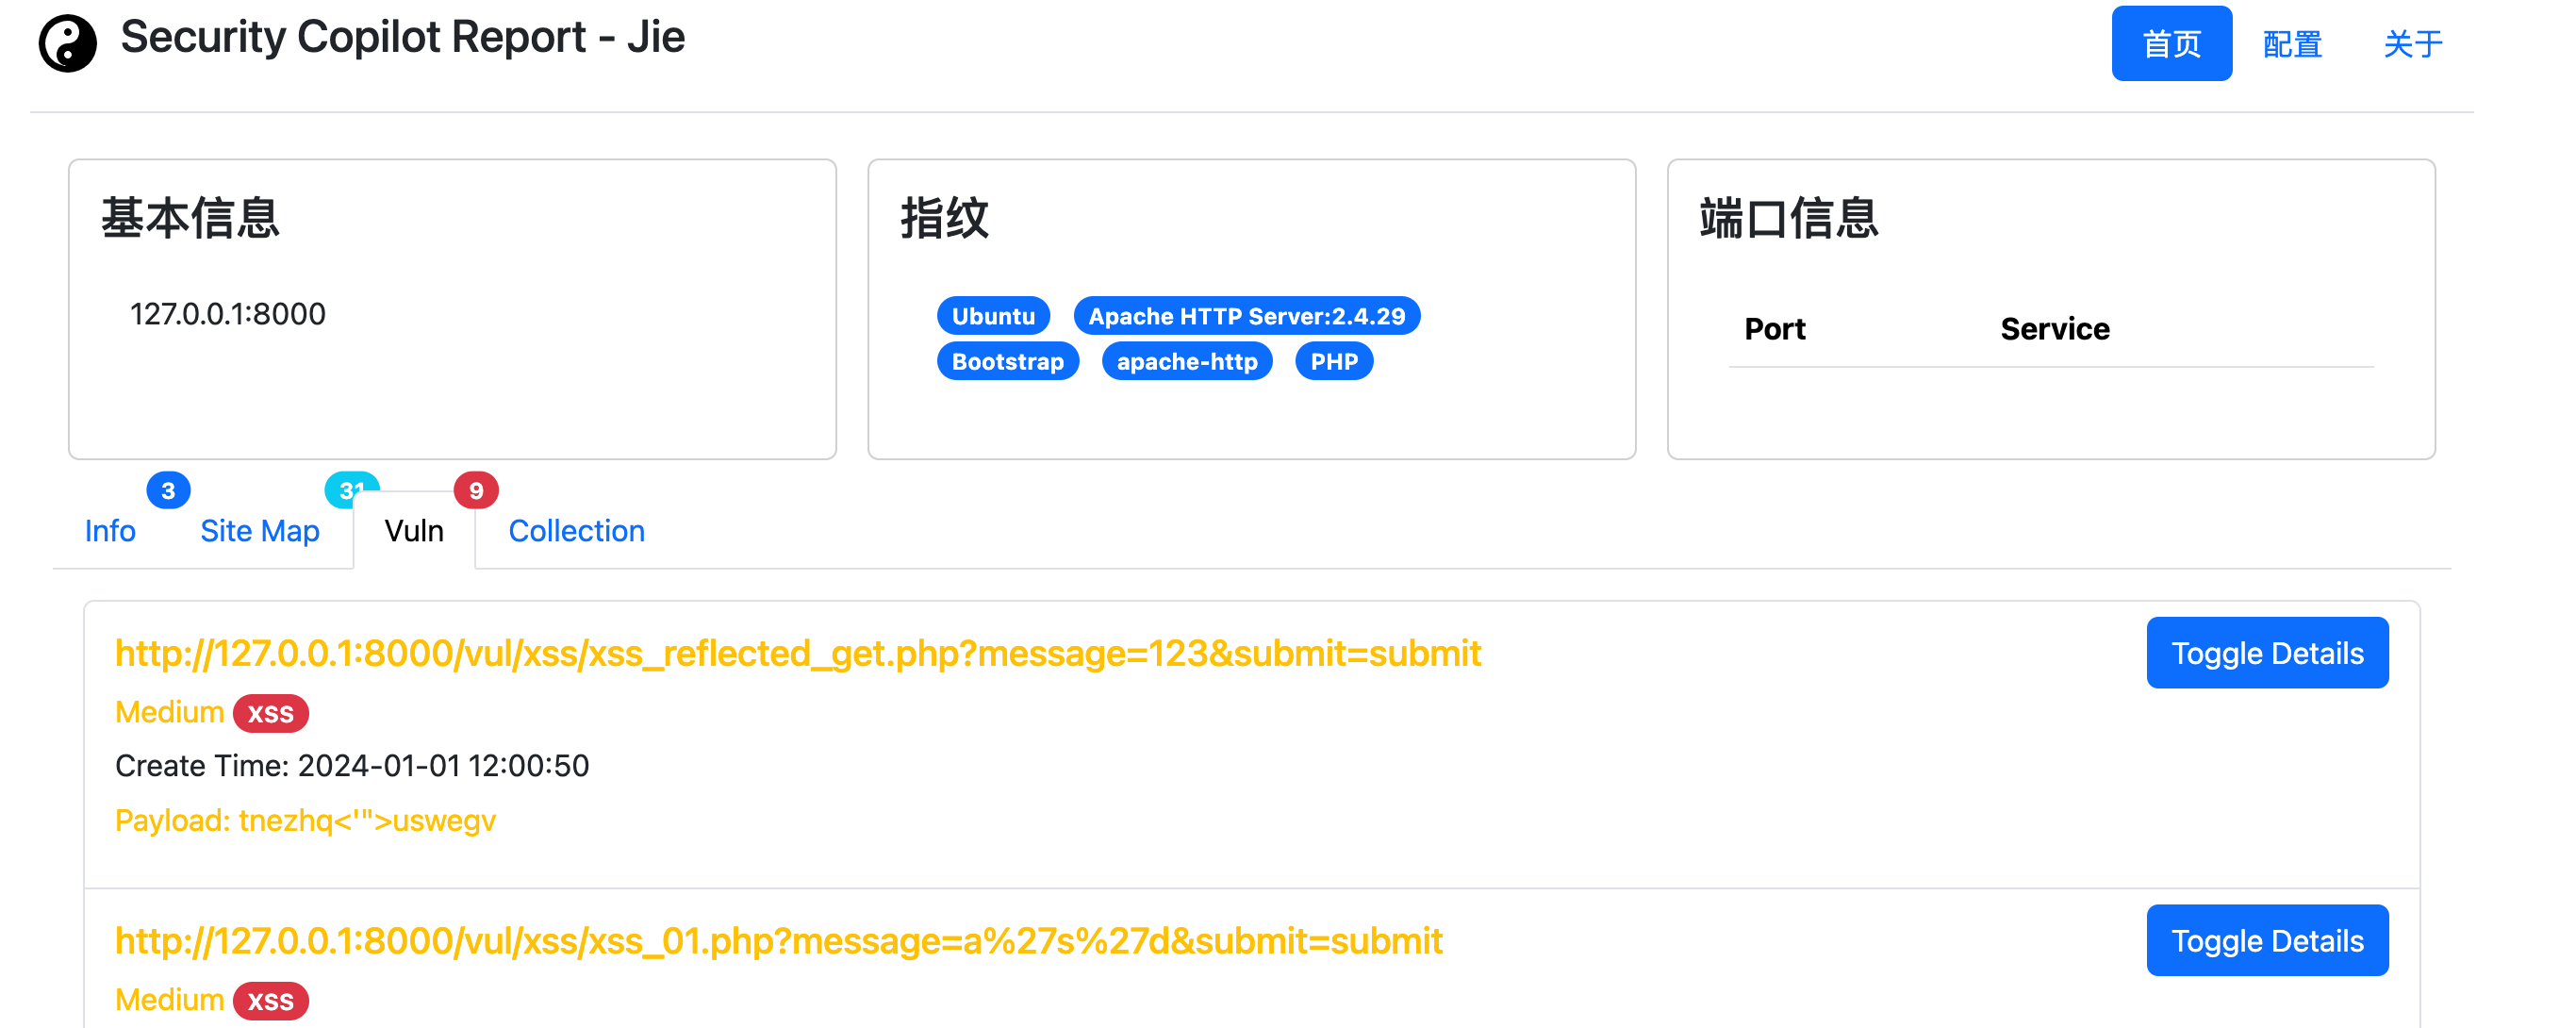 Security Copilot Report - Jie
首页 配置 关于
基本信息
127.0.0.1:8000
指纹
Ubuntu Apache HTTP Server:2.4.29
Bootstrap apache-http PHP
端口信息
Port Service
Info 3 Site Map 31 Vuln 9 Collection
http://127.0.0.1:8000/vul/xss/xss_reflected_get.php?message=123&submit=submit
Toggle Details
Medium xss
Create Time: 2024-01-01 12:00:50
Payload: tnezhq<'">uswegv
http://127.0.0.1:8000/vul/xss/xss_01.php?message=a%27s%27d&submit=submit
Toggle Details
Medium xss